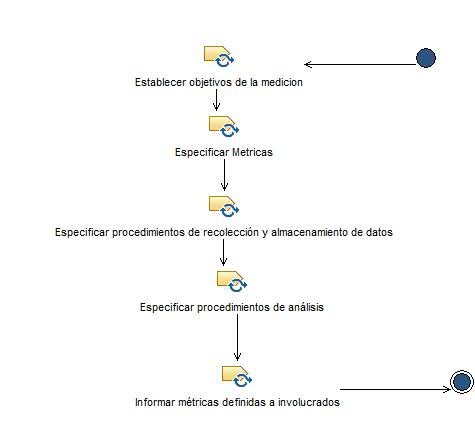 Establecer objetivos de la medicion
Especificar Metricas
Especificar procedimientos de recolección y almacenamiento de datos
Especificar procedimientos de análisis
Informar métricas definidas a involucrados